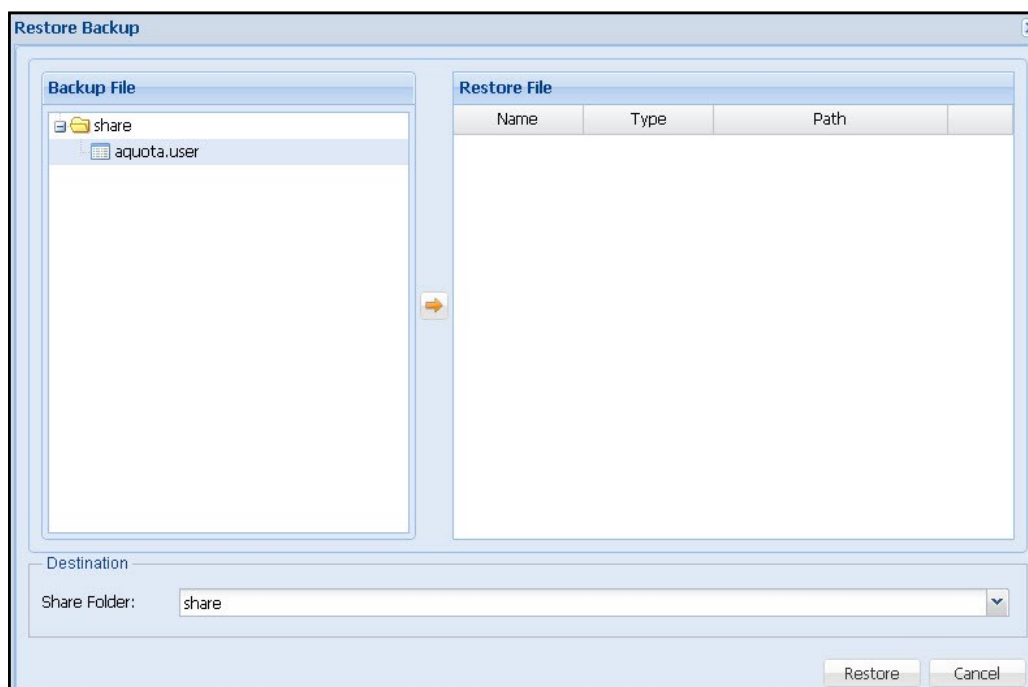 Restore Backup
Backup File
share
aquota.user
Restore File
Name Type Path
Destination
Share Folder: share
Restore Cancel